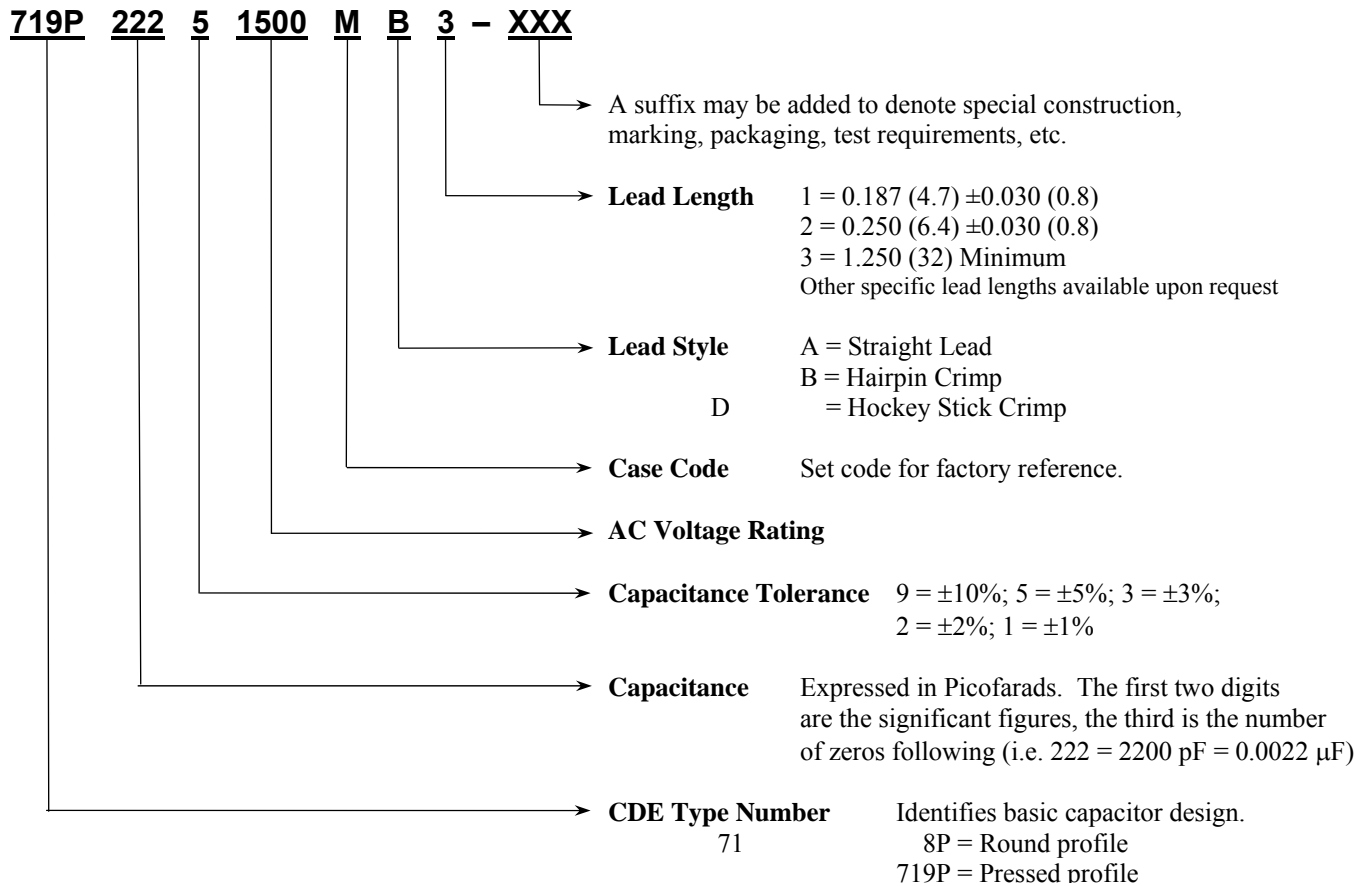 719P 222 5 1500 M B 3 – XXX
A suffix may be added to denote special construction,
marking, packaging, test requirements, etc.
Lead Length 1 = 0.187 (4.7) ±0.030 (0.8)
2 = 0.250 (6.4) ±0.030 (0.8)
3 = 1.250 (32) Minimum
Other specific lead lengths available upon request
Lead Style A = Straight Lead
B = Hairpin Crimp
D = Hockey Stick Crimp
Case Code Set code for factory reference.
AC Voltage Rating
Capacitance Tolerance 9 = ±10%; 5 = ±5%; 3 = ±3%;
2 = ±2%; 1 = ±1%
Capacitance Expressed in Picofarads. The first two digits
are the significant figures, the third is the number
of zeros following (i.e. 222 = 2200 pF = 0.0022 µF)
CDE Type Number Identifies basic capacitor design.
71 8P = Round profile
719P = Pressed profile